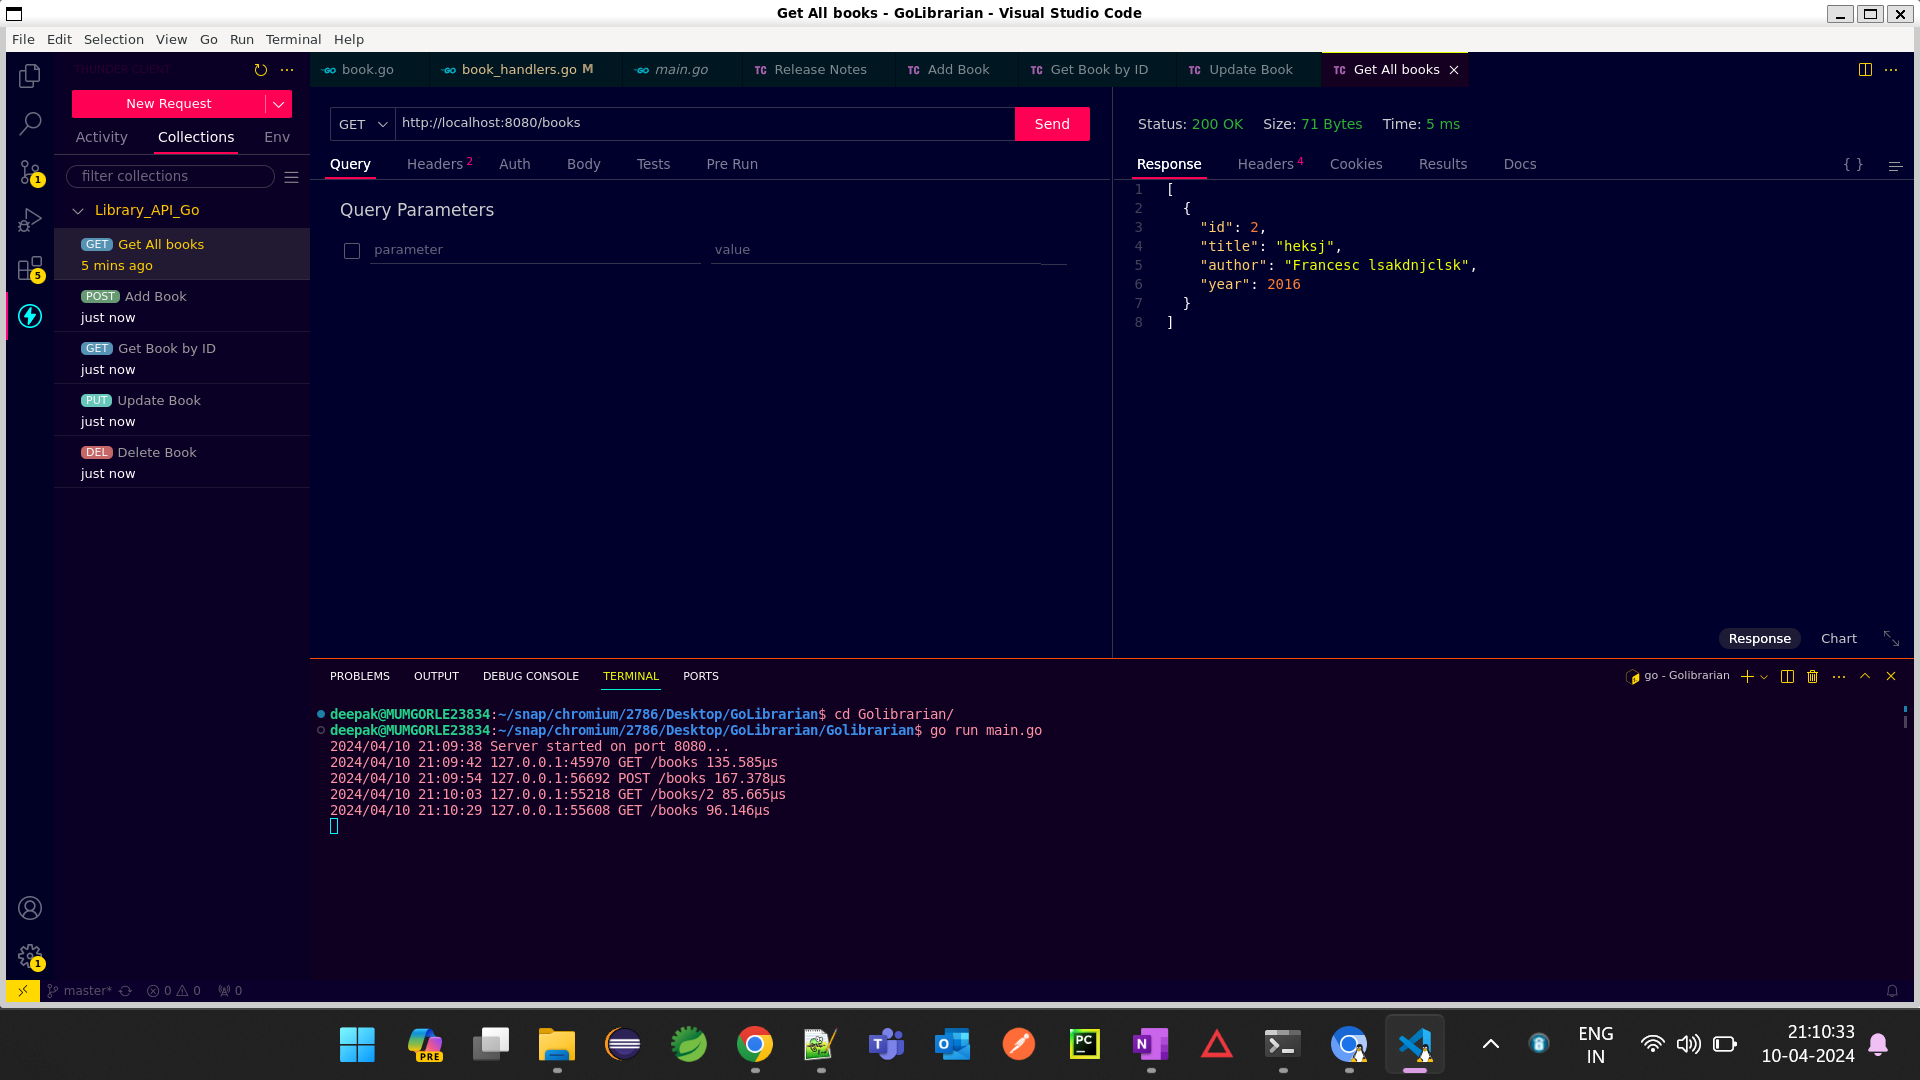 Get All books - GoLibrarian - Visual Studio Code
File Edit Selection View Go Run Terminal Help
THUNDER CLIENT
book.go book_handlers.go M main.go TC Release Notes TC Add Book TC Get Book by ID TC Update Book TC Get All books
New Request
Activity Collections Env
filter collections
Library_API_Go
GET Get All books
5 mins ago
POST Add Book
just now
GET Get Book by ID
just now
PUT Update Book
just now
DEL Delete Book
just now
GET http://localhost:8080/books Send
Query Headers 2 Auth Body Tests Pre Run
Query Parameters
parameter value
Status: 200 OK Size: 71 Bytes Time: 5 ms
Response Headers 4 Cookies Results Docs { }
1 [
2 {
3 "id": 2,
4 "title": "heksj",
5 "author": "Francesc lsakdnjclsk",
6 "year": 2016
7 }
8 ]
Response Chart
PROBLEMS OUTPUT DEBUG CONSOLE TERMINAL PORTS go - Golibrarian
deepak@MUMGORLE23834:~/snap/chromium/2786/Desktop/GoLibrarian$ cd Golibrarian/
deepak@MUMGORLE23834:~/snap/chromium/2786/Desktop/GoLibrarian/Golibrarian$ go run main.go
2024/04/10 21:09:38 Server started on port 8080...
2024/04/10 21:09:42 127.0.0.1:45970 GET /books 135.585µs
2024/04/10 21:09:54 127.0.0.1:56692 POST /books 167.378µs
2024/04/10 21:10:03 127.0.0.1:55218 GET /books/2 85.665µs
2024/04/10 21:10:29 127.0.0.1:55608 GET /books 96.146µs
1
5
1
master* 0 0 0
PRE
PC
ENG
IN
21:10:33
10-04-2024